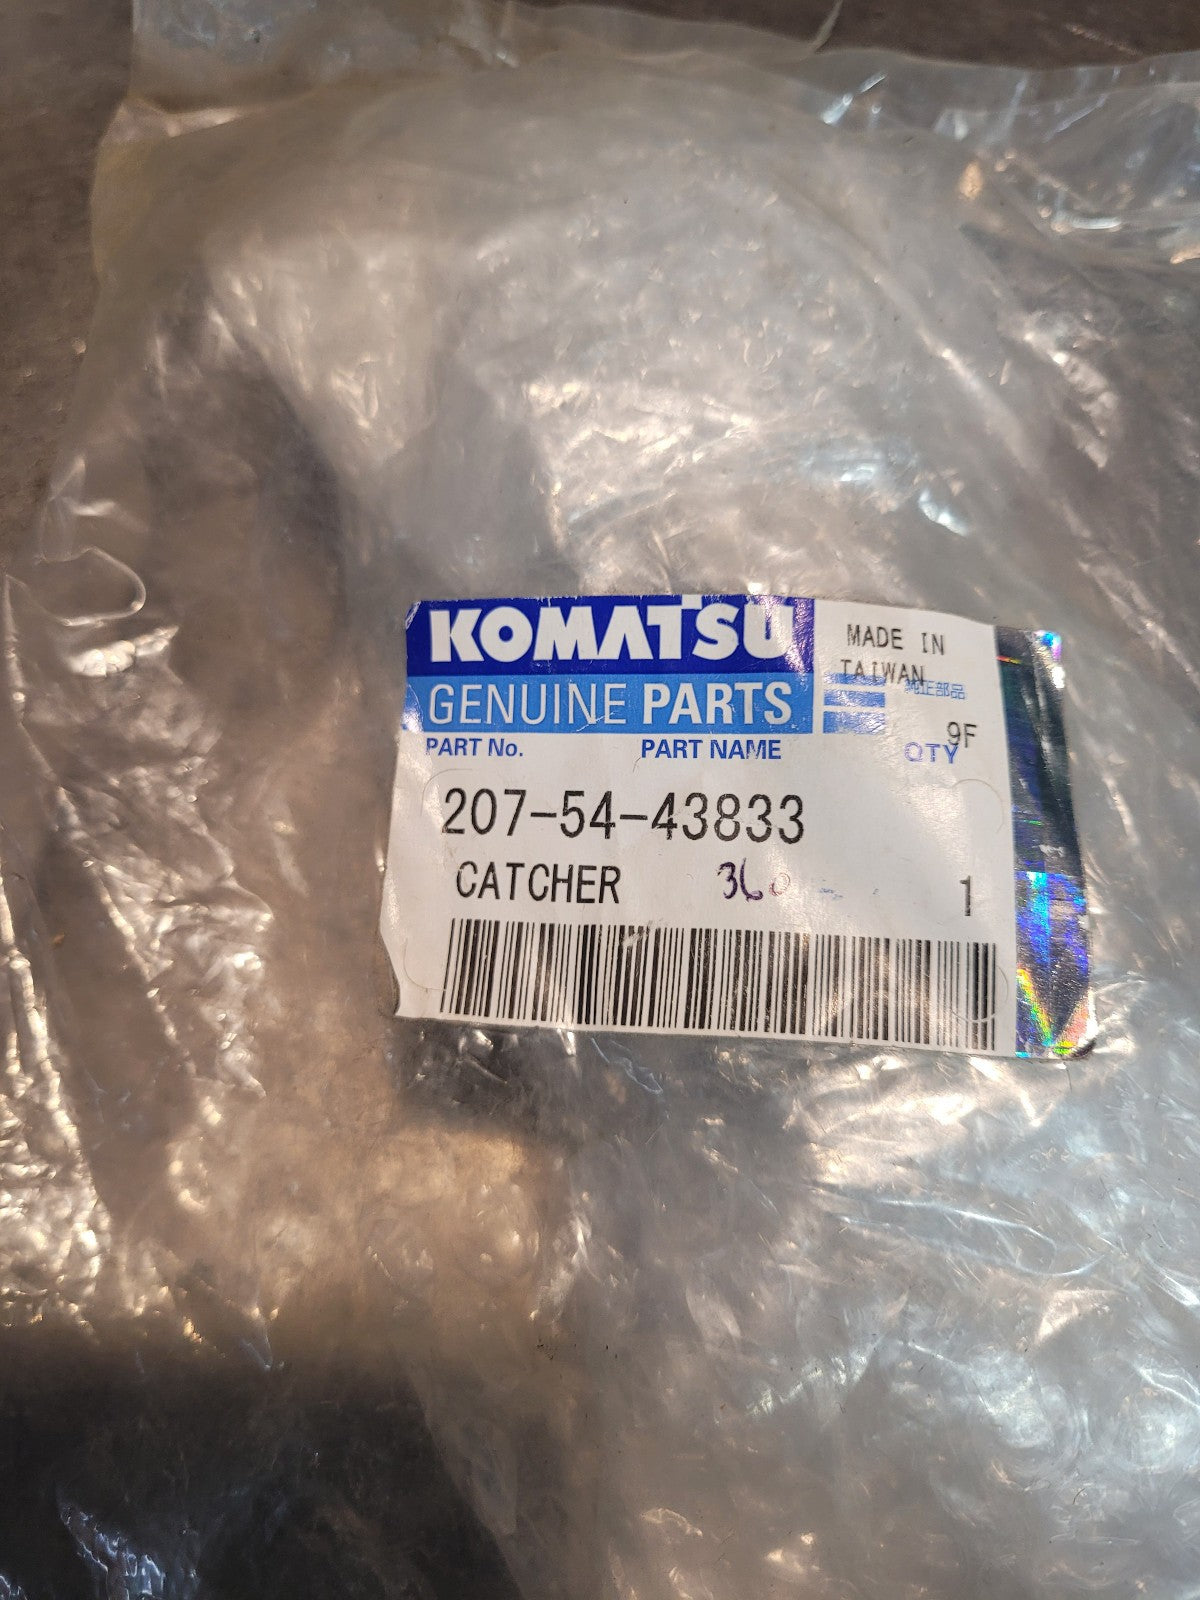 KOMATSU
MADE IN
TAIWAN
純正部品
GENUINE PARTS
9F
PART No.
PART NAME
QTY
207-54-43833
CATCHER
360
1